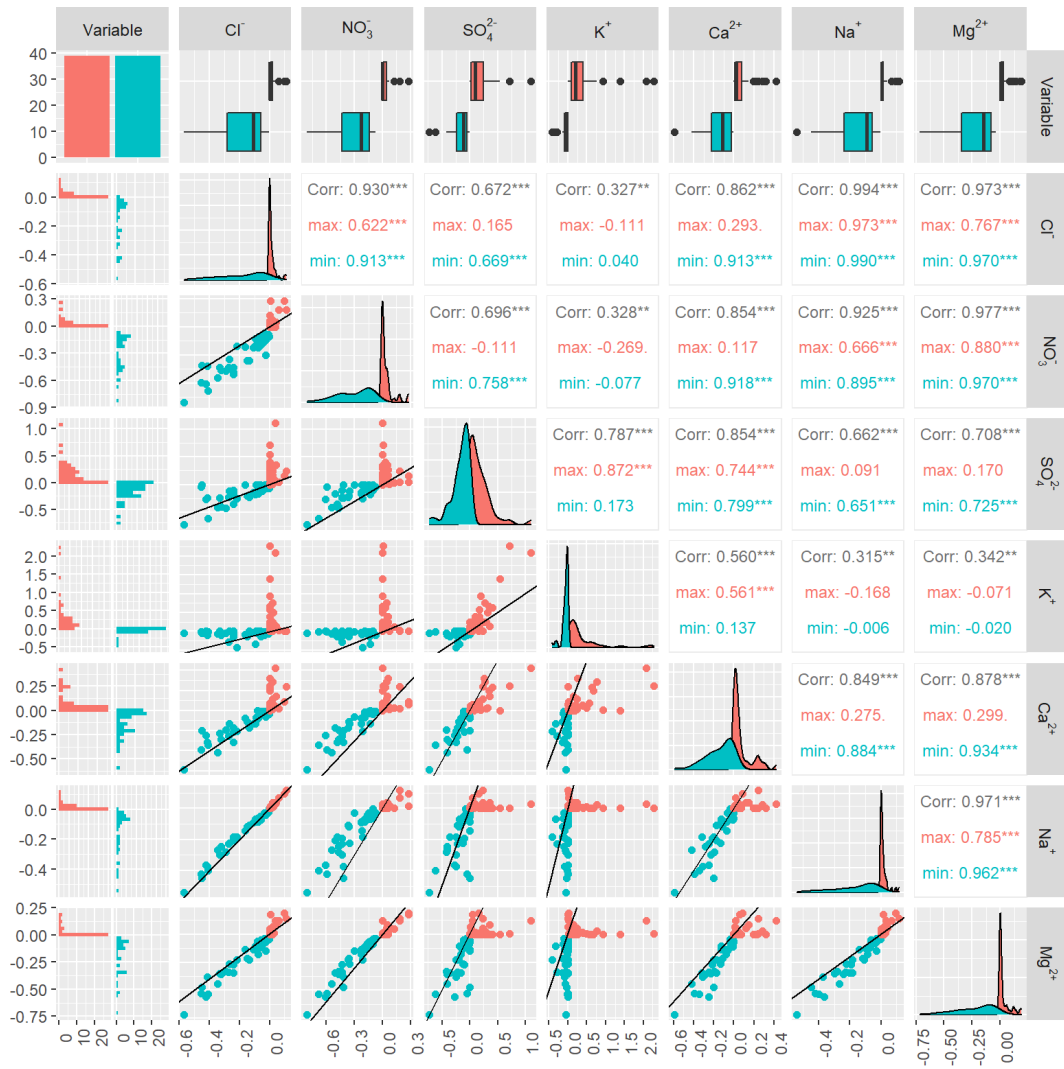 Variable Cl⁻ NO₃⁻ SO₄²⁻ K⁺ Ca²⁺ Na⁺ Mg²⁺
40
30
20
10
0
Variable
Corr: 0.930*** Corr: 0.672*** Corr: 0.327** Corr: 0.862*** Corr: 0.994*** Corr: 0.973***
max: 0.622*** max: 0.165 max: -0.111 max: 0.293. max: 0.973*** max: 0.767***
min: 0.913*** min: 0.669*** min: 0.040 min: 0.913*** min: 0.990*** min: 0.970***
0.0
-0.2
-0.4
-0.6
Cl⁻
Corr: 0.696*** Corr: 0.328** Corr: 0.854*** Corr: 0.925*** Corr: 0.977***
max: -0.111 max: -0.269. max: 0.117 max: 0.666*** max: 0.880***
min: 0.758*** min: -0.077 min: 0.918*** min: 0.895*** min: 0.970***
0.3
0.0
-0.3
-0.6
-0.9
NO₃⁻
Corr: 0.787*** Corr: 0.854*** Corr: 0.662*** Corr: 0.708***
max: 0.872*** max: 0.744*** max: 0.091 max: 0.170
min: 0.173 min: 0.799*** min: 0.651*** min: 0.725***
1.0
0.5
0.0
-0.5
SO₄²⁻
Corr: 0.560*** Corr: 0.315** Corr: 0.342**
max: 0.561*** max: -0.168 max: -0.071
min: 0.137 min: -0.006 min: -0.020
2.0
1.5
1.0
0.5
0.0
-0.5
K⁺
Corr: 0.849*** Corr: 0.878***
max: 0.275. max: 0.299.
min: 0.884*** min: 0.934***
0.25
0.00
-0.25
-0.50
Ca²⁺
Corr: 0.971***
max: 0.785***
min: 0.962***
0.0
-0.2
-0.4
Na⁺
0.25
0.00
-0.25
-0.50
-0.75
Mg²⁺
0 10 20 0 10 20 -0.6 -0.4 -0.2 0.0 -0.9 -0.6 -0.3 0.0 0.3 -0.5 0.0 0.5 1.0 -0.5 0.0 0.5 1.0 1.5 2.0 -0.6 -0.4 -0.2 0.0 0.2 0.4 -0.4 -0.2 0.0 -0.75 -0.50 -0.25 0.00